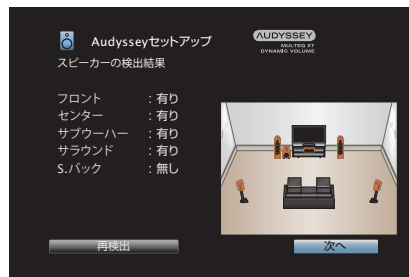 Audysseyセットアップ
AUDYSSEY
MULTEQ XT
DYNAMIC VOLUME
スピーカーの検出結果
フロント : 有り
センター : 有り
サブウーハー : 有り
サラウンド : 有り
S.バック : 無し
再検出
次へ